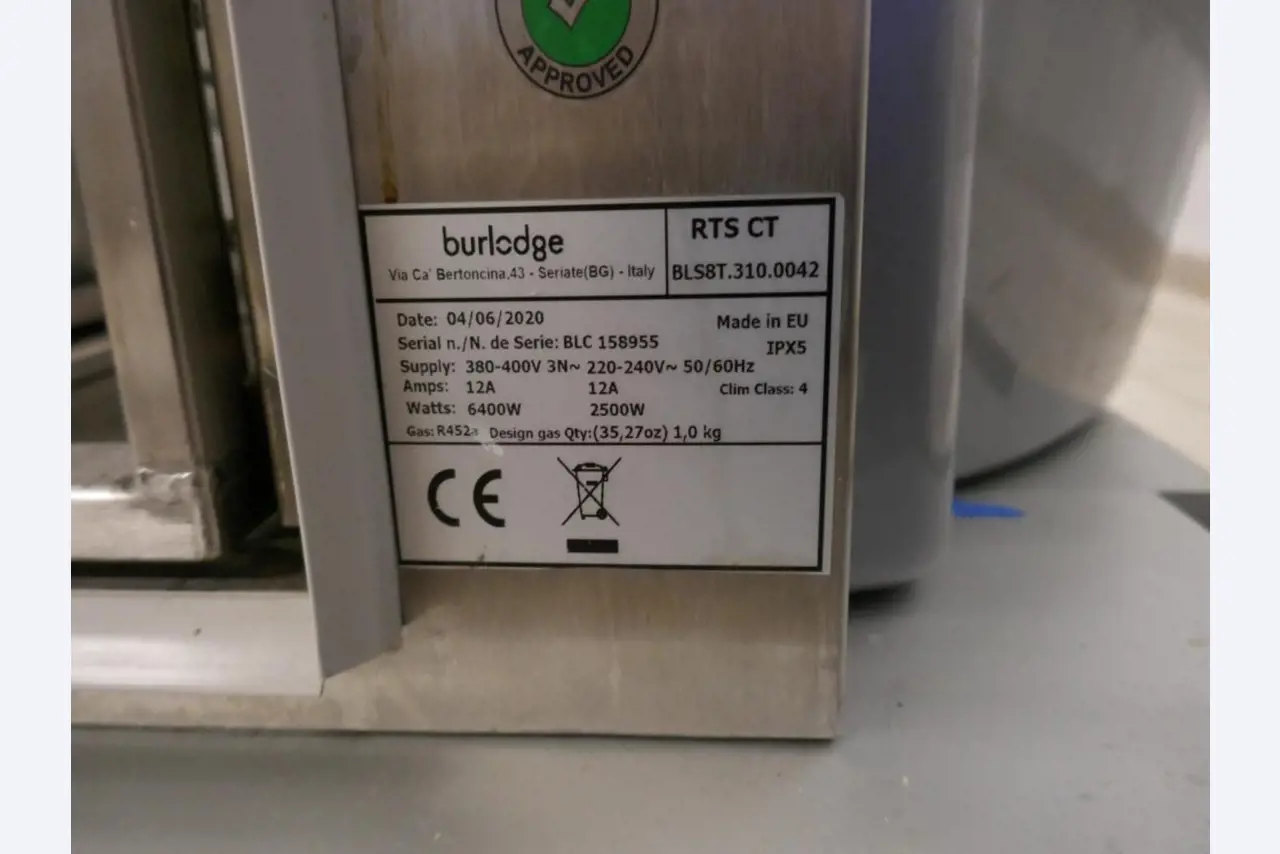 APPROVED
burlodge
Via Ca' Bertoncina,43 - Seriate(BG) - Italy
RTS CT
BLS8T.310.0042
Date: 04/06/2020
Made in EU
Serial n./N. de Serie: BLC 158955
IPX5
Supply: 380-400V 3N~ 220-240V~ 50/60Hz
Amps: 12A 12A Clim Class: 4
Watts: 6400W 2500W
Gas: R452a Design gas Qty:(35,27oz) 1,0 kg
CE